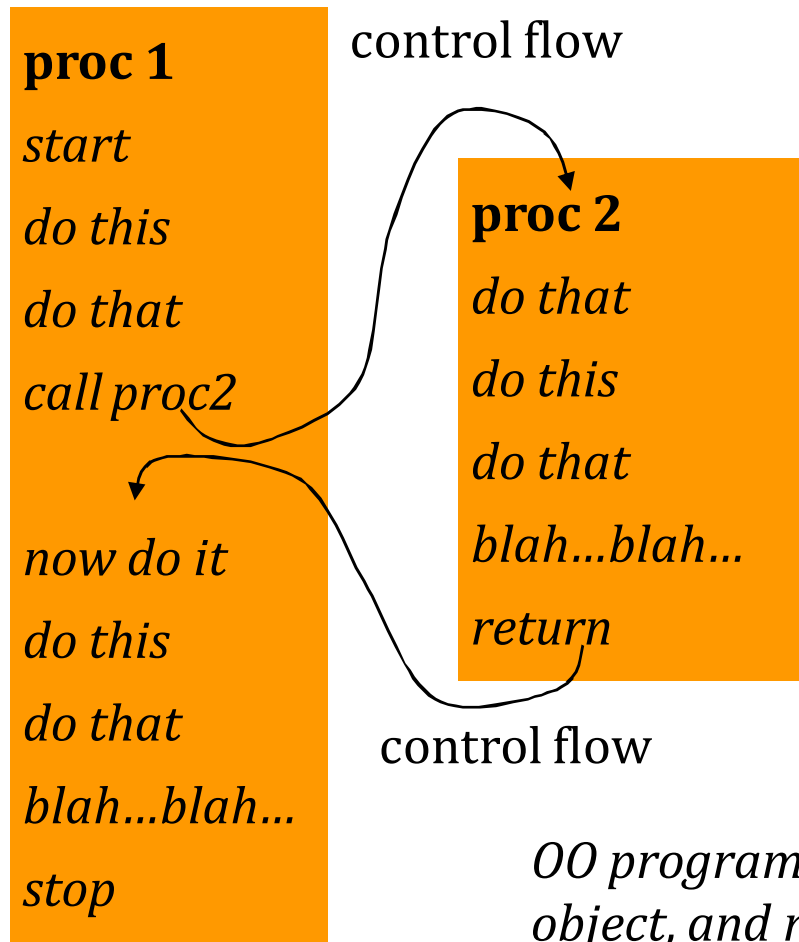 proc 1
start
do this
do that
call proc2
now do it
do this
do that
blah…blah…
stop
control flow
proc 2
do that
do this
do that
blah…blah…
return
control flow
OO program
object, and